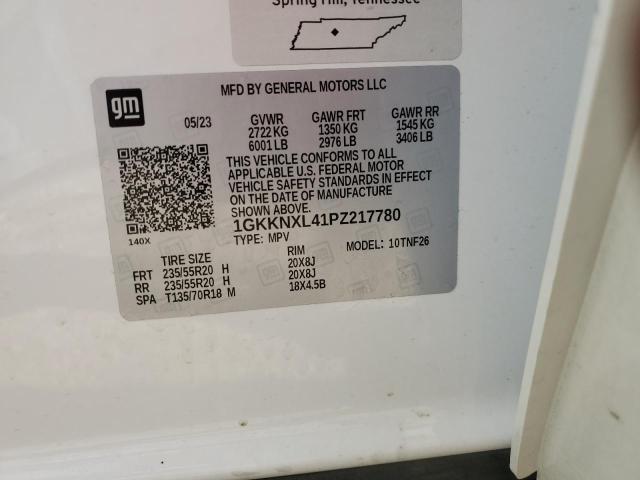 Spring Hill, Tennessee
gm
MFD BY GENERAL MOTORS LLC
05/23 GVWR GAWR FRT GAWR RR
2722 KG 1350 KG 1545 KG
6001 LB 2976 LB 3406 LB
THIS VEHICLE CONFORMS TO ALL
APPLICABLE U.S. FEDERAL MOTOR
VEHICLE SAFETY STANDARDS IN EFFECT
ON THE DATE OF MANUFACTURE
1GKKNXL41PZ217780
140X
TYPE: MPV MODEL: 10TNF26
TIRE SIZE RIM
FRT 235/55R20 H 20X8J
RR 235/55R20 H 20X8J
SPA T135/70R18 M 18X4.5B